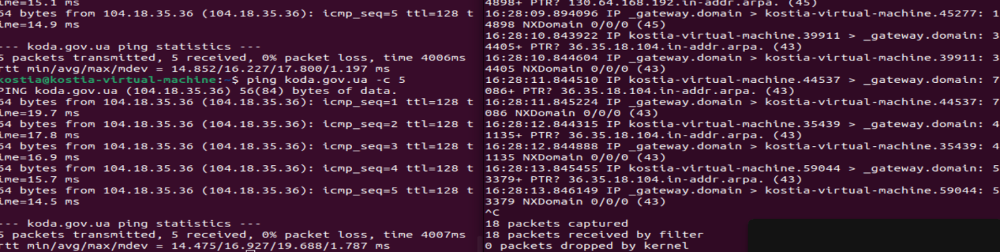 ime=15.1 ms
64 bytes from 104.18.35.36 (104.18.35.36): icmp_seq=5 ttl=128 t
ime=14.9 ms
--- koda.gov.ua ping statistics ---
5 packets transmitted, 5 received, 0% packet loss, time 4006ms
rtt min/avg/max/mdev = 14.852/16.227/17.800/1.197 ms
kostia@kostia-virtual-machine:~$ ping koda.gov.ua -c 5
PING koda.gov.ua (104.18.35.36) 56(84) bytes of data.
64 bytes from 104.18.35.36 (104.18.35.36): icmp_seq=1 ttl=128 t
ime=19.7 ms
64 bytes from 104.18.35.36 (104.18.35.36): icmp_seq=2 ttl=128 t
ime=17.8 ms
64 bytes from 104.18.35.36 (104.18.35.36): icmp_seq=3 ttl=128 t
ime=16.9 ms
64 bytes from 104.18.35.36 (104.18.35.36): icmp_seq=4 ttl=128 t
ime=15.7 ms
64 bytes from 104.18.35.36 (104.18.35.36): icmp_seq=5 ttl=128 t
ime=14.5 ms
--- koda.gov.ua ping statistics ---
5 packets transmitted, 5 received, 0% packet loss, time 4007ms
rtt min/avg/max/mdev = 14.475/16.927/19.688/1.787 ms
4898+ PTR? 130.64.168.192.in-addr.arpa. (45)
16:28:09.894096 IP _gateway.domain > kostia-virtual-machine.45277: 1
4898 NXDomain 0/0/0 (45)
16:28:10.843922 IP kostia-virtual-machine.39911 > _gateway.domain: 3
4405+ PTR? 36.35.18.104.in-addr.arpa. (43)
16:28:10.844604 IP _gateway.domain > kostia-virtual-machine.39911: 3
4405 NXDomain 0/0/0 (43)
16:28:11.844510 IP kostia-virtual-machine.44537 > _gateway.domain: 7
086+ PTR? 36.35.18.104.in-addr.arpa. (43)
16:28:11.845224 IP _gateway.domain > kostia-virtual-machine.44537: 7
086 NXDomain 0/0/0 (43)
16:28:12.844315 IP kostia-virtual-machine.35439 > _gateway.domain: 4
1135+ PTR? 36.35.18.104.in-addr.arpa. (43)
16:28:12.844888 IP _gateway.domain > kostia-virtual-machine.35439: 4
1135 NXDomain 0/0/0 (43)
16:28:13.845455 IP kostia-virtual-machine.59044 > _gateway.domain: 5
3379+ PTR? 36.35.18.104.in-addr.arpa. (43)
16:28:13.846149 IP _gateway.domain > kostia-virtual-machine.59044: 5
3379 NXDomain 0/0/0 (43)
^C
18 packets captured
18 packets received by filter
0 packets dropped by kernel